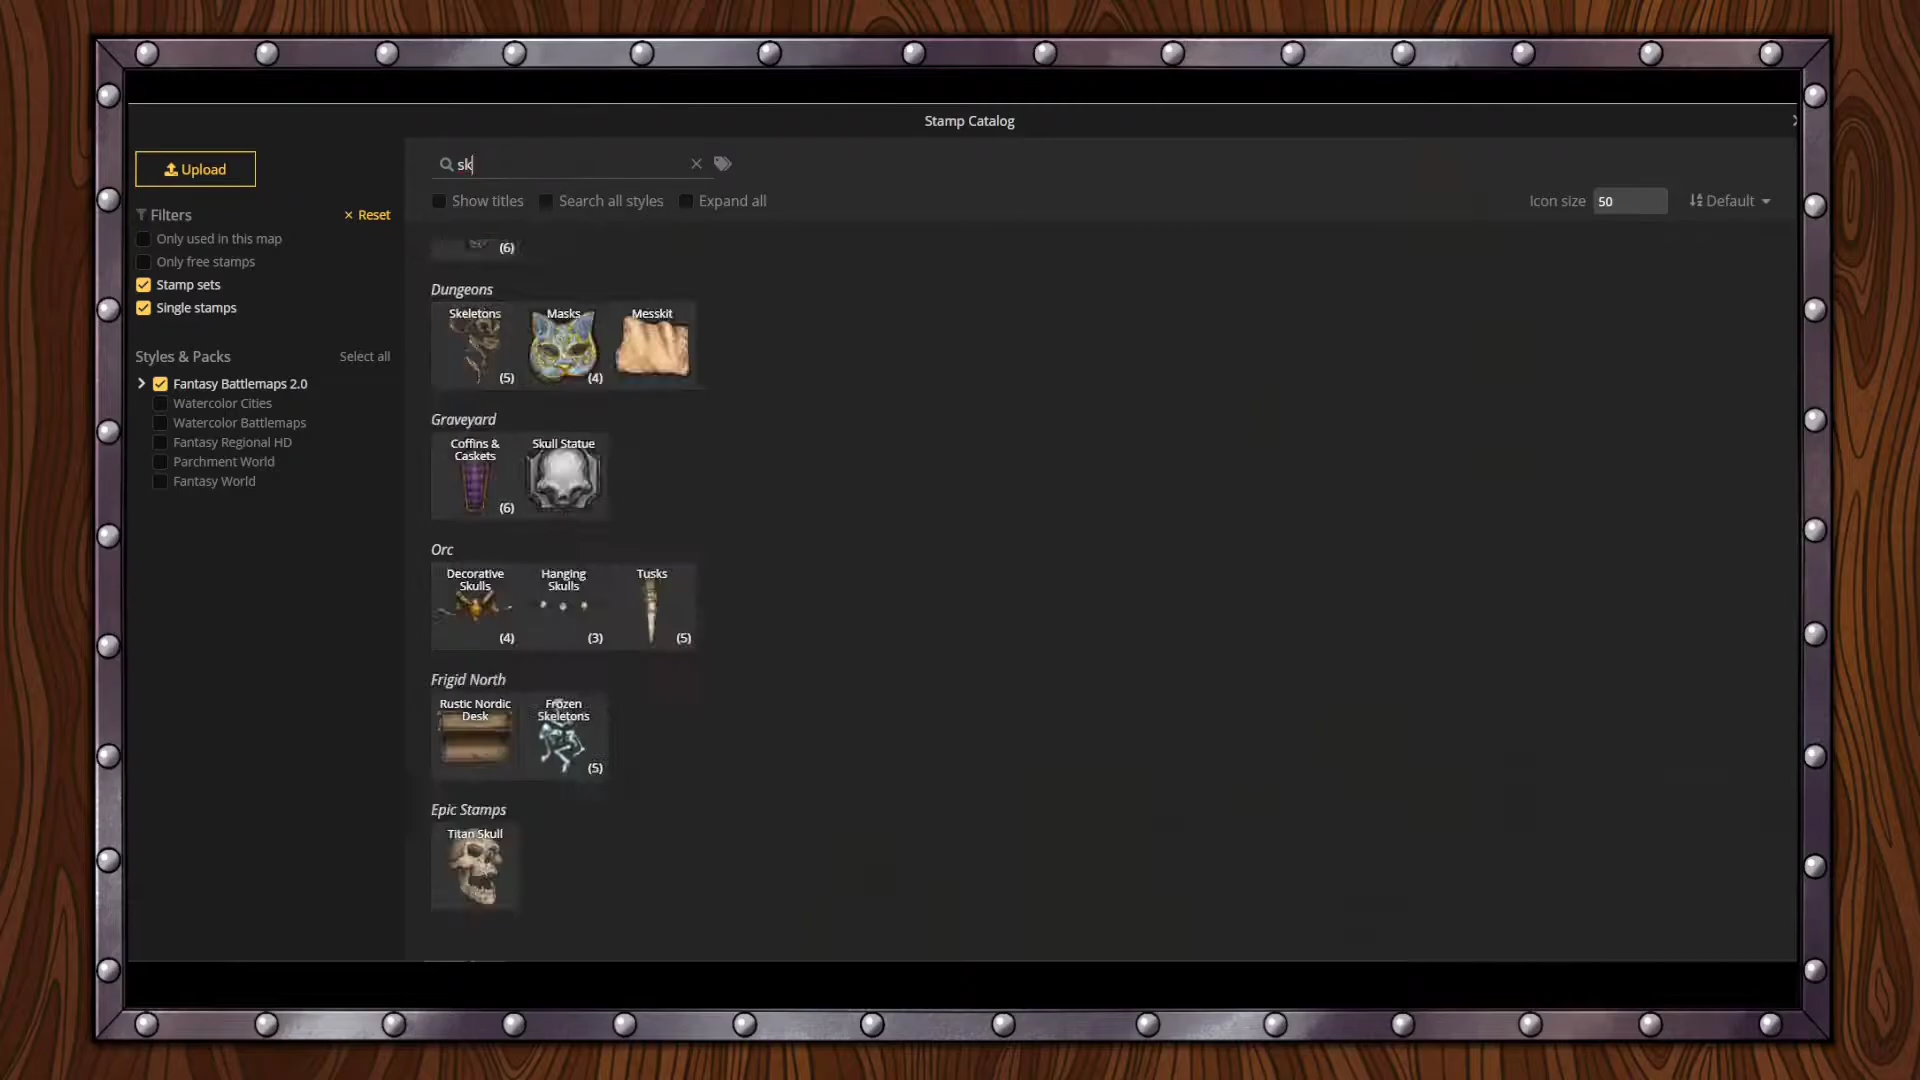 Stamp Catalog
Upload
sk
Show titles
Search all styles
Expand all
Icon size
50
Default
Filters
Reset
Only used in this map
Only free stamps
Stamp sets
Single stamps
Styles & Packs
Select all
Fantasy Battlemaps 2.0
Watercolor Cities
Watercolor Battlemaps
Fantasy Regional HD
Parchment World
Fantasy World
(6)
Dungeons
Skeletons
(5)
Masks
(4)
Messkit
Graveyard
Coffins &
Caskets
(6)
Skull Statue
Orc
Decorative
Skulls
(4)
Hanging
Skulls
(3)
Tusks
(5)
Frigid North
Rustic Nordic
Desk
Frozen
Skeletons
(5)
Epic Stamps
Titan Skull